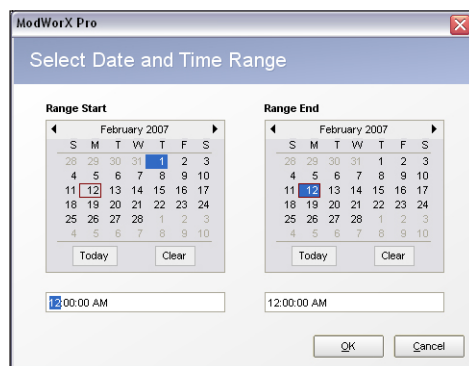 ModWorX Pro
Select Date and Time Range
Range Start
February 2007
S M T W T F S
28 29 30 31 1 2 3
4 5 6 7 8 9 10
11 12 13 14 15 16 17
18 19 20 21 22 23 24
25 26 27 28 1 2 3
4 5 6 7 8 9 10
Today Clear
12:00:00 AM
Range End
February 2007
S M T W T F S
28 29 30 31 1 2 3
4 5 6 7 8 9 10
11 12 13 14 15 16 17
18 19 20 21 22 23 24
25 26 27 28 1 2 3
4 5 6 7 8 9 10
Today Clear
12:00:00 AM
OK Cancel